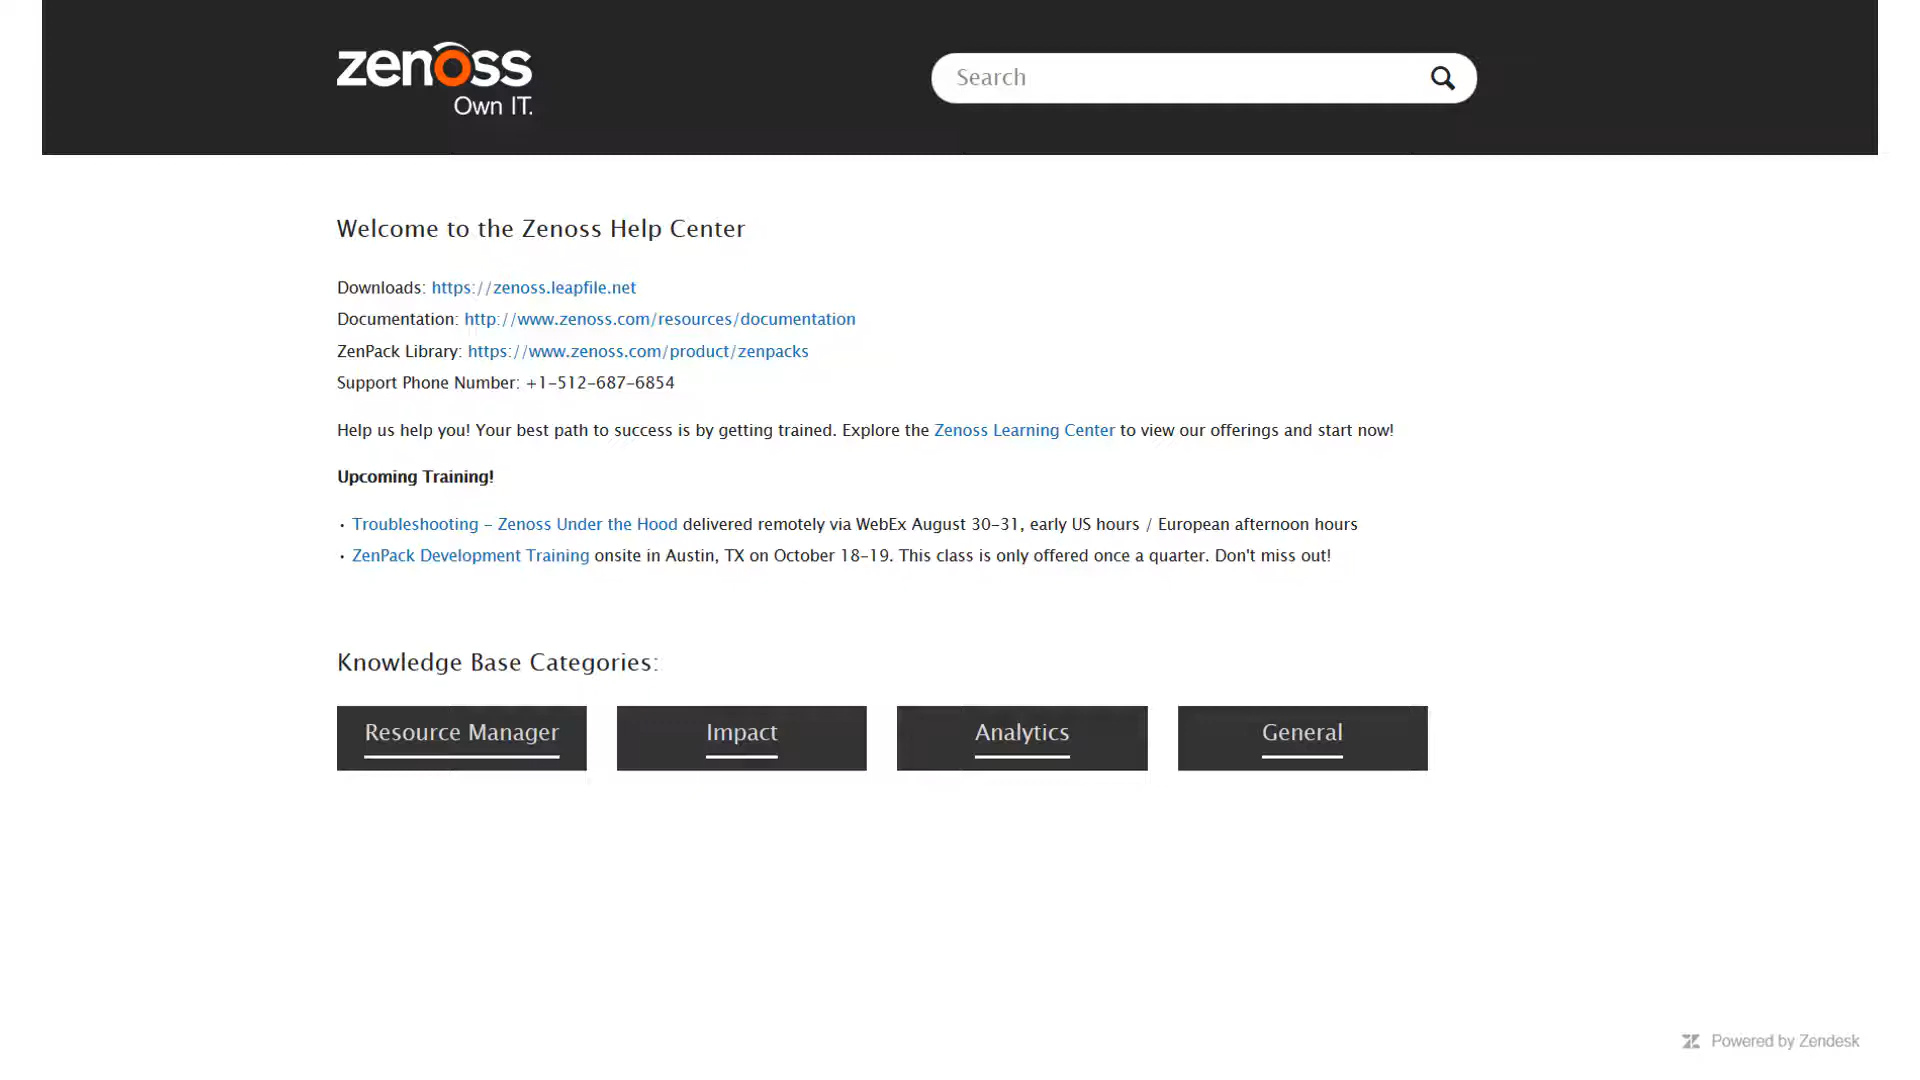 zenoss
Own IT.
Search
Welcome to the Zenoss Help Center
Downloads: https://zenoss.leapfile.net
Documentation: http://www.zenoss.com/resources/documentation
ZenPack Library: https://www.zenoss.com/product/zenpacks
Support Phone Number: +1-512-687-6854
Help us help you! Your best path to success is by getting trained. Explore the Zenoss Learning Center to view our offerings and start now!
Upcoming Training!
• Troubleshooting - Zenoss Under the Hood delivered remotely via WebEx August 30-31, early US hours / European afternoon hours
• ZenPack Development Training onsite in Austin, TX on October 18-19. This class is only offered once a quarter. Don't miss out!
Knowledge Base Categories:
Resource Manager Impact Analytics General
Powered by Zendesk